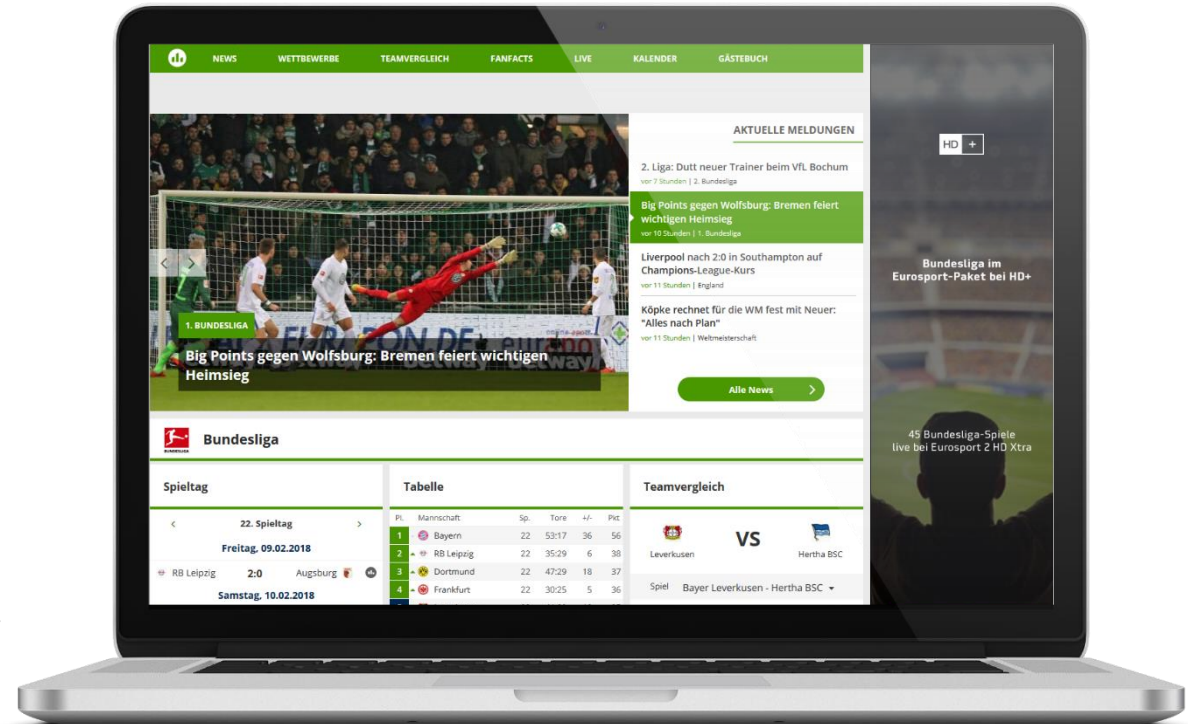 NEWS WETTBEWERBE TEAMVERGLEICH FANFACTS LIVE KALENDER GÄSTEBUCH
AKTUELLE MELDUNGEN
2. Liga: Dutt neuer Trainer beim VfL Bochum
vor 7 Stunden | 2. Bundesliga
Big Points gegen Wolfsburg: Bremen feiert
wichtigen Heimsieg
vor 10 Stunden | 1. Bundesliga
Liverpool nach 2:0 in Southampton auf
Champions-League-Kurs
vor 11 Stunden | England
Köpke rechnet für die WM fest mit Neuer:
"Alles nach Plan"
vor 11 Stunden | Weltmeisterschaft
Alle News
1. BUNDESLIGA
Big Points gegen Wolfsburg: Bremen feiert wichtigen
Heimsieg
betway betway
HD +
Bundesliga im
Eurosport-Paket bei HD+
45 Bundesliga-Spiele
live bei Eurosport 2 HD Xtra
BUNDESLIGA
Bundesliga
Spieltag
22. Spieltag
Freitag, 09.02.2018
RB Leipzig 2:0 Augsburg
Samstag, 10.02.2018
Tabelle
Pl. Mannschaft Sp. Tore +/- Pkt
1 Bayern 22 53:17 36 56
2 RB Leipzig 22 35:29 6 38
3 Dortmund 22 47:29 18 37
4 Frankfurt 22 30:25 5 36
Teamvergleich
Leverkusen VS Hertha BSC
Spiel Bayer Leverkusen - Hertha BSC